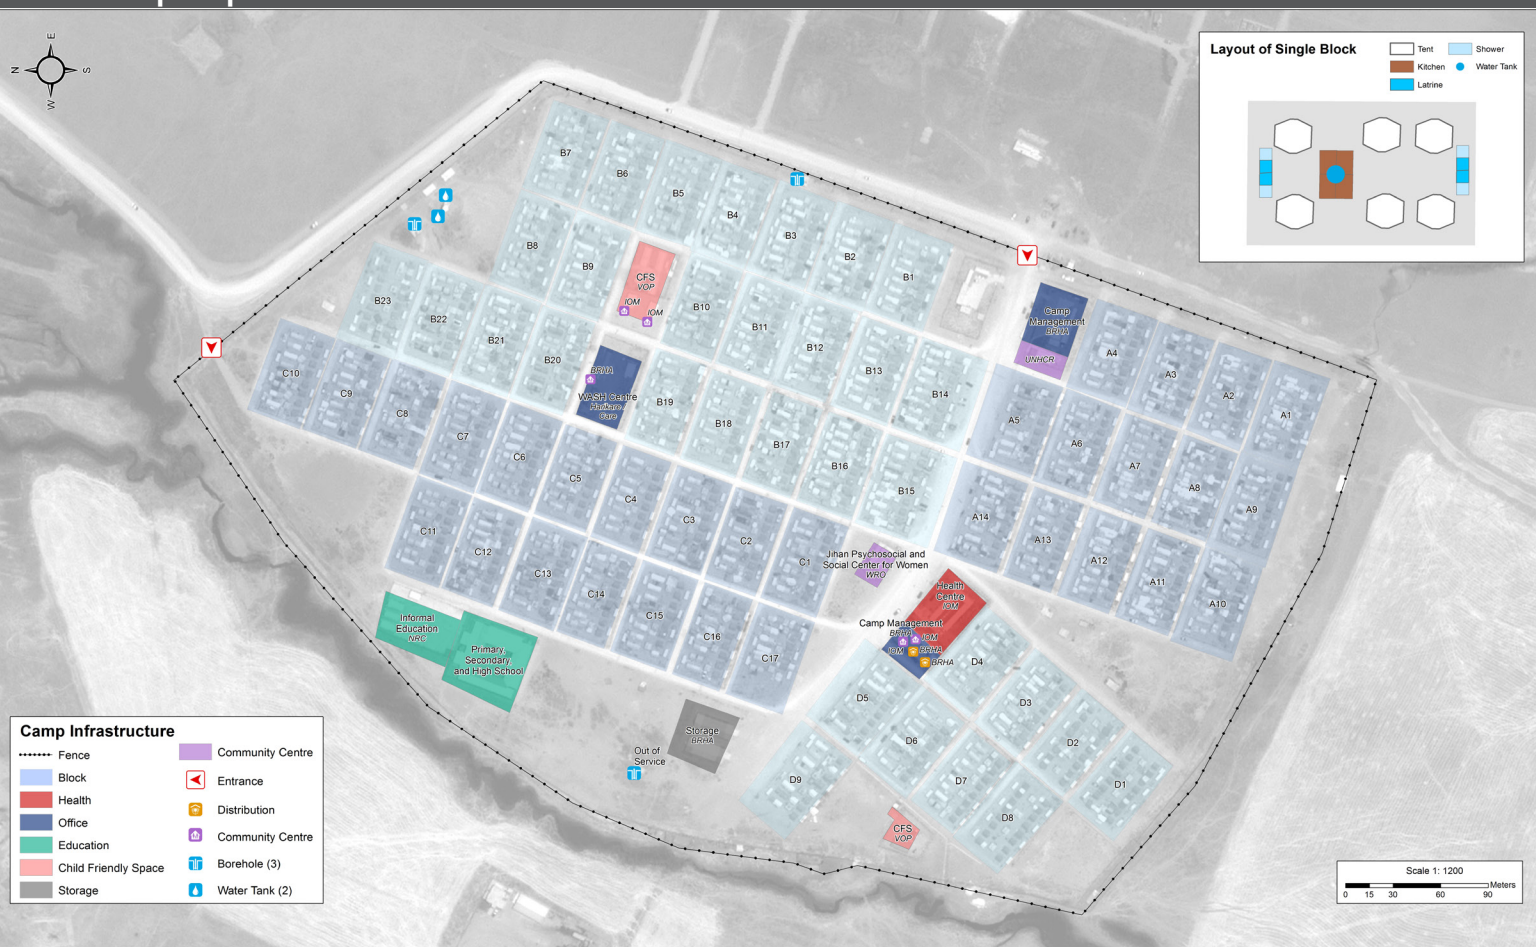 E
N
S
W
Layout of Single Block
Tent
Shower
Kitchen
Water Tank
Latrine
B7
B6
B5
B4
B3
B2
B1
B8
B9
CFS
VOP
IOM
IOM
B10
B11
B12
B13
B14
B23
B22
B21
B20
BRHA
WASH Centre
Harikare
Care
B19
B18
B17
B16
B15
Camp
Management
BRHA
UNHCR
A4
A3
A2
A1
A5
A6
A7
A8
A9
A14
A13
A12
A11
A10
C10
C9
C8
C7
C6
C5
C4
C3
C2
C1
C11
C12
C13
C14
C15
C16
C17
Jihan Psychosocial and
Social Center for Women
WRO
Health
Centre
IOM
Camp Management
BRHA
IOM
IOM
BRHA
BRHA
Informal
Education
NRC
Primary,
Secondary,
and High School
Storage
BRHA
Out of
Service
D4
D3
D2
D1
D5
D6
D7
D8
D9
CFS
VOP
Camp Infrastructure
Fence
Block
Health
Office
Education
Child Friendly Space
Storage
Community Centre
Entrance
Distribution
Community Centre
Borehole (3)
Water Tank (2)
Scale 1: 1200
Meters
0 15 30 60 90